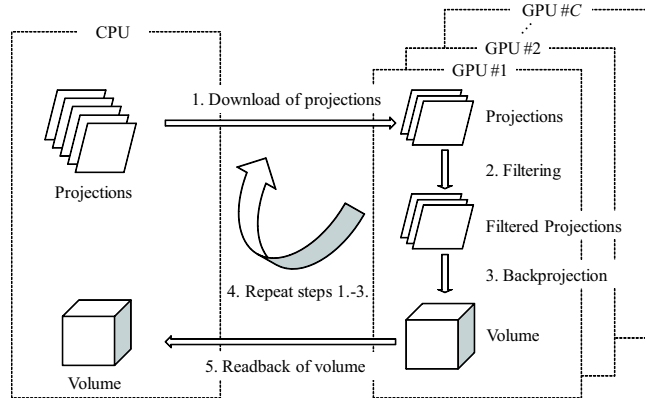 GPU #C
CPU
GPU #2
GPU #1
1. Download of projections
Projections
Projections
2. Filtering
Filtered Projections
3. Backprojection
4. Repeat steps 1.-3.
Volume
5. Readback of volume
Volume